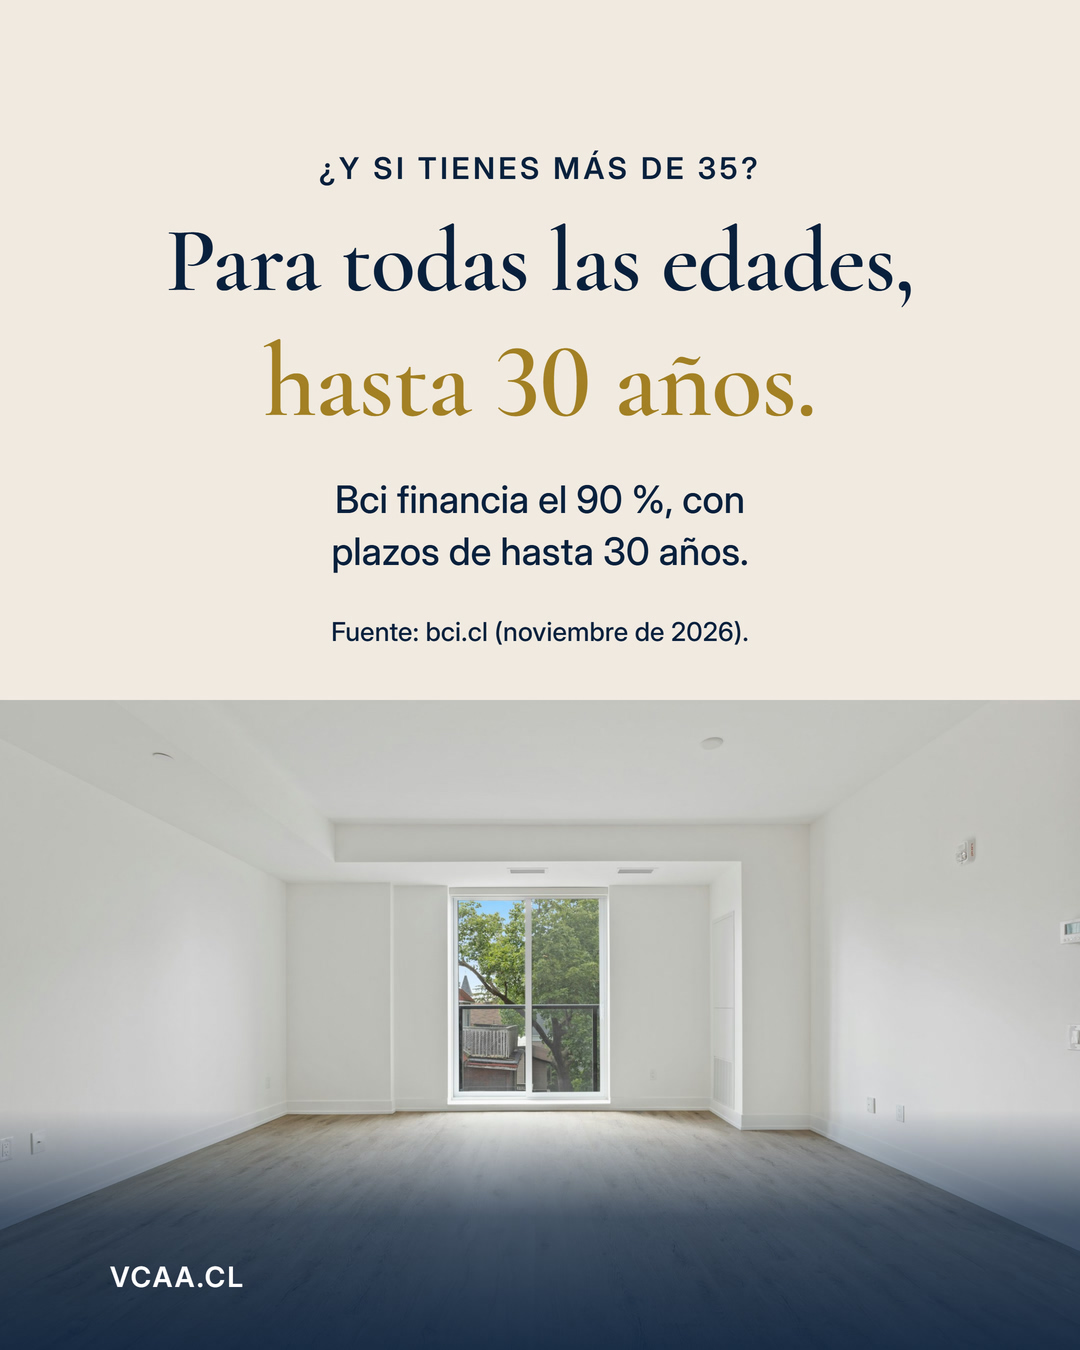 ¿Y SI TIENES MÁS DE 35?
Para todas las edades,
hasta 30 años.
Bci financia el 90 %, con
plazos de hasta 30 años.
Fuente: bci.cl (noviembre de 2026).
VCAA.CL